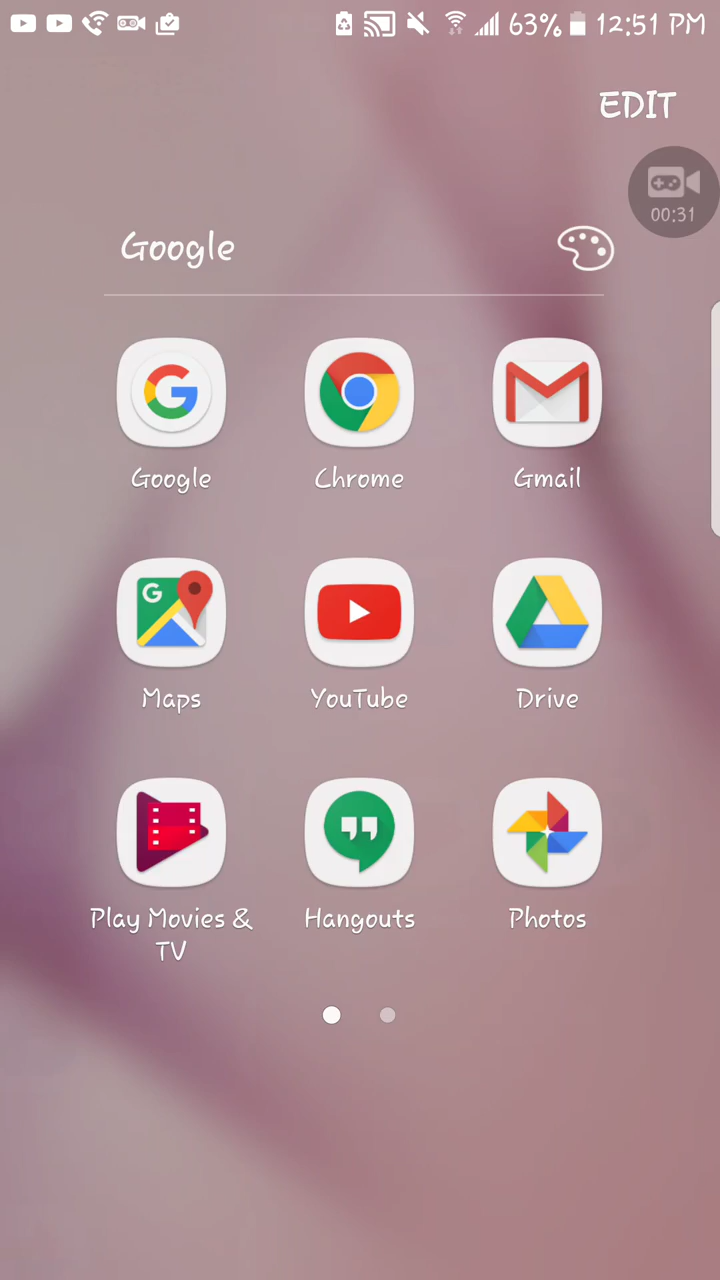 63% 12:51 PM
EDIT
00:31
Google
Google Chrome Gmail
G
Maps YouTube Drive
Play Movies & TV Hangouts Photos